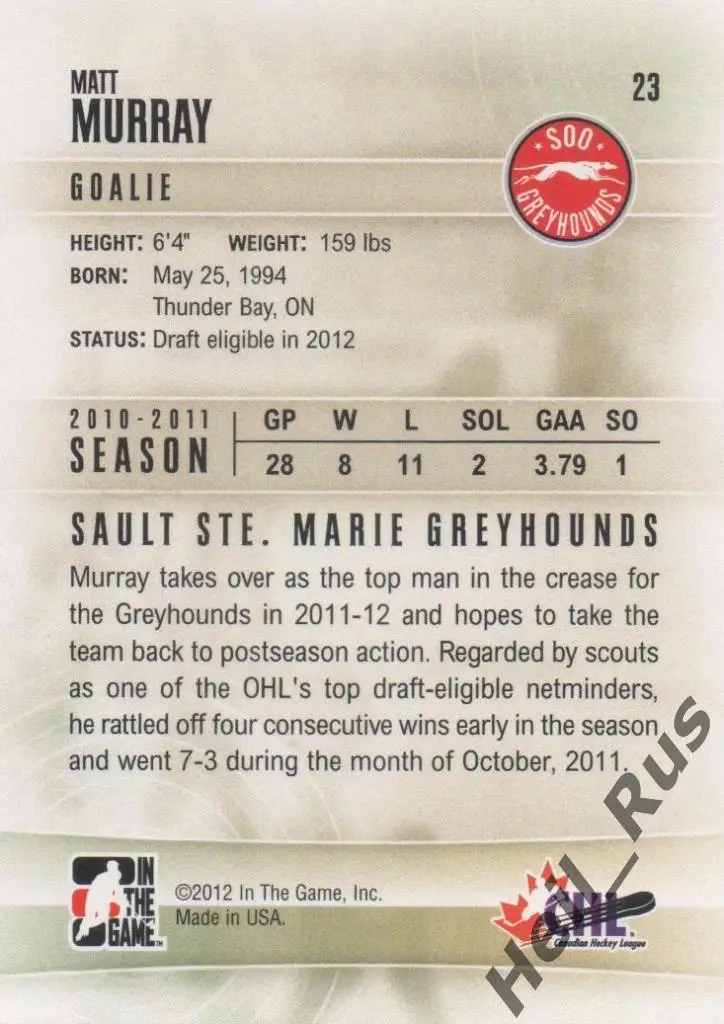 MATT
MURRAY
23
GOALIE
SOO
GREYHOUNDS
HEIGHT: 6'4" WEIGHT: 159 lbs
BORN: May 25, 1994
Thunder Bay, ON
STATUS: Draft eligible in 2012
2010-2011
SEASON
GP W L SOL GAA SO
28 8 11 2 3.79 1
SAULT STE. MARIE GREYHOUNDS
Murray takes over as the top man in the crease for
the Greyhounds in 2011-12 and hopes to take the
team back to postseason action. Regarded by scouts
as one of the OHL's top draft-eligible netminders,
he rattled off four consecutive wins early in the season
and went 7-3 during the month of October, 2011.
IN
THE
GAME™
©2012 In The Game, Inc.
Made in USA.
CHL™
Canadian Hockey League
Hail_Rus